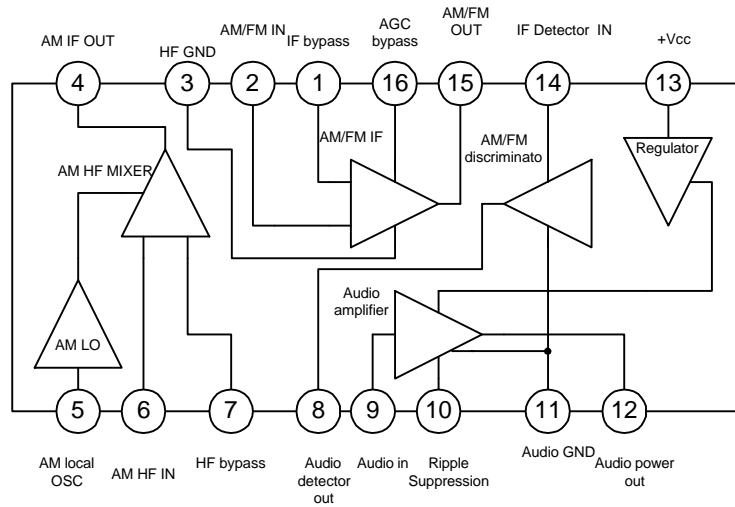 AM IF OUT
HF GND
AM/FM IN
IF bypass
AGC
bypass
AM/FM
OUT
IF Detector IN
+Vcc
4
3
2
1
16
15
14
13
AM/FM IF
AM/FM
discriminato
Regulator
AM HF MIXER
Audio
amplifier
AM LO
5
6
7
8
9
10
11
12
AM local
OSC
AM HF IN
HF bypass
Audio
detector
out
Audio in
Ripple
Suppression
Audio GND
Audio power
out